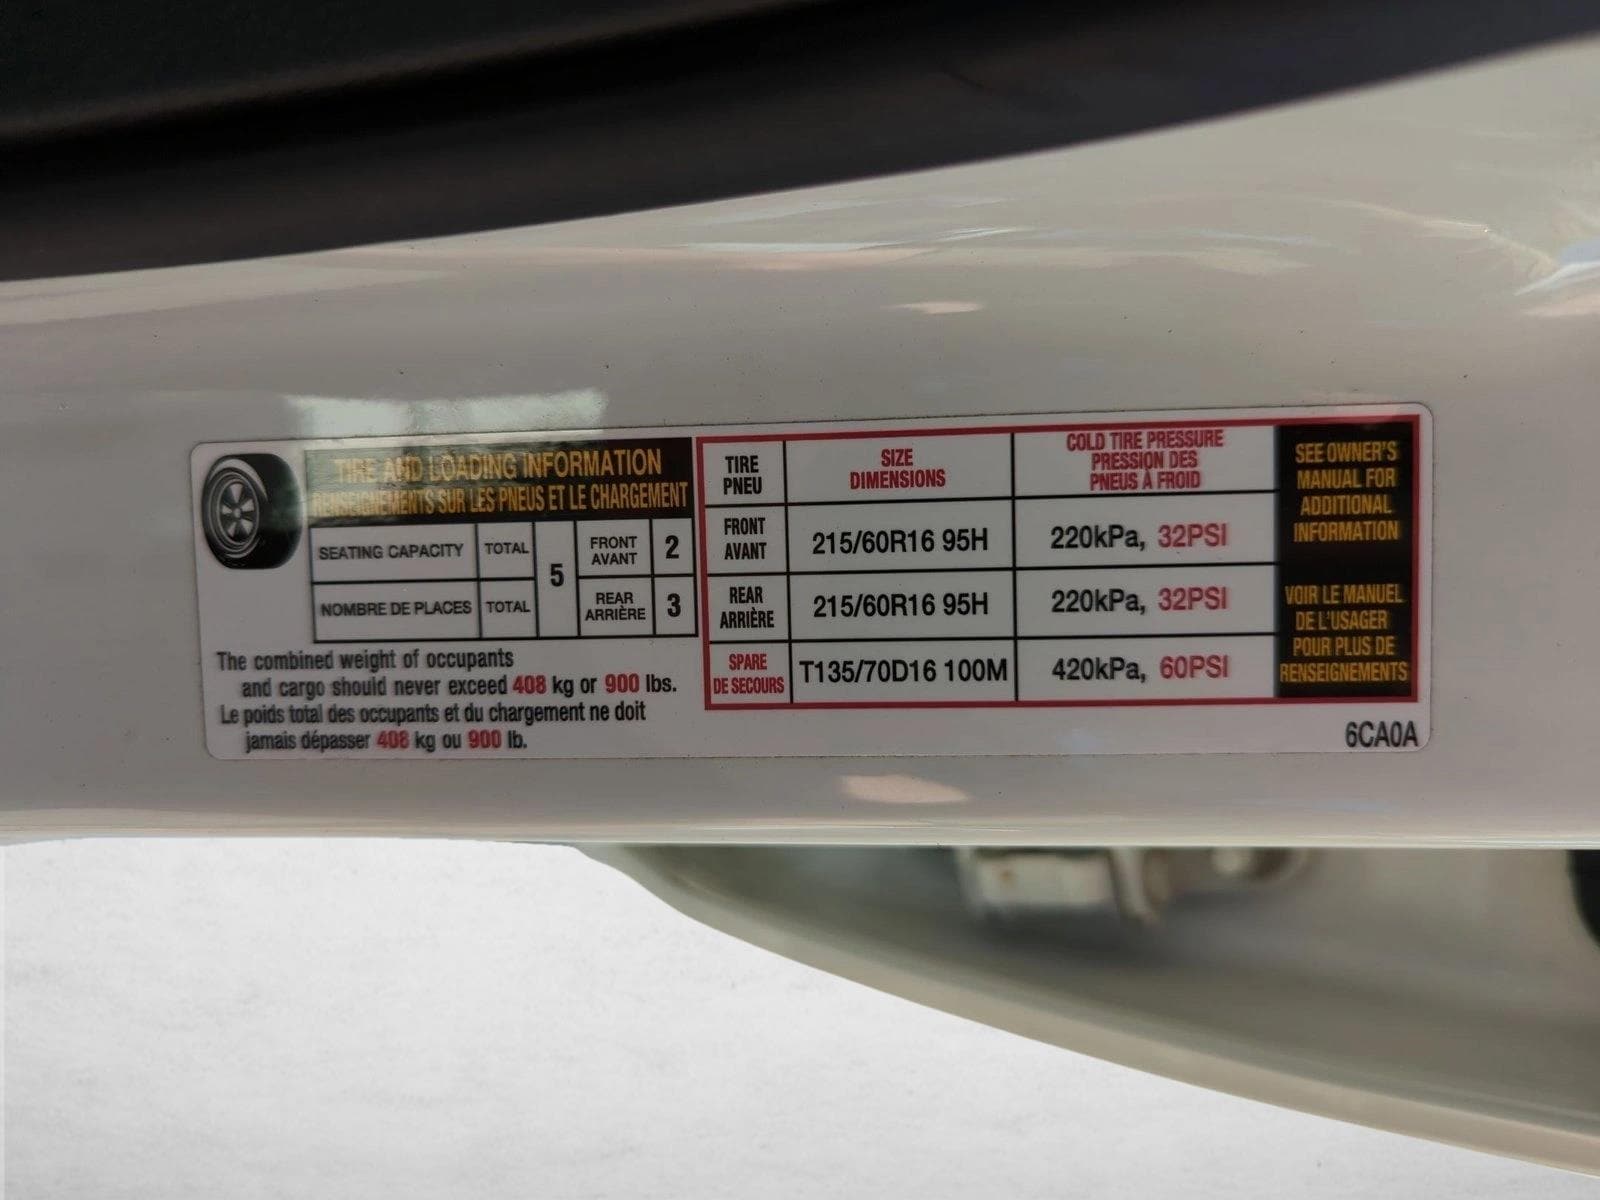 TIRE AND LOADING INFORMATION
RENSEIGNEMENTS SUR LES PNEUS ET LE CHARGEMENT
SEATING CAPACITY TOTAL
NOMBRE DE PLACES TOTAL
5
FRONT
AVANT
2
REAR
ARRIÈRE
3
The combined weight of occupants
and cargo should never exceed 408 kg or 900 lbs.
Le poids total des occupants et du chargement ne doit
jamais dépasser 408 kg ou 900 lb.
TIRE
PNEU
SIZE
DIMENSIONS
COLD TIRE PRESSURE
PRESSION DES
PNEUS À FROID
FRONT
AVANT
215/60R16 95H
220kPa, 32PSI
REAR
ARRIÈRE
215/60R16 95H
220kPa, 32PSI
SPARE
DE SECOURS
T135/70D16 100M
420kPa, 60PSI
SEE OWNER'S
MANUAL FOR
ADDITIONAL
INFORMATION
VOIR LE MANUEL
DE L'USAGER
POUR PLUS DE
RENSEIGNEMENTS
6CA0A